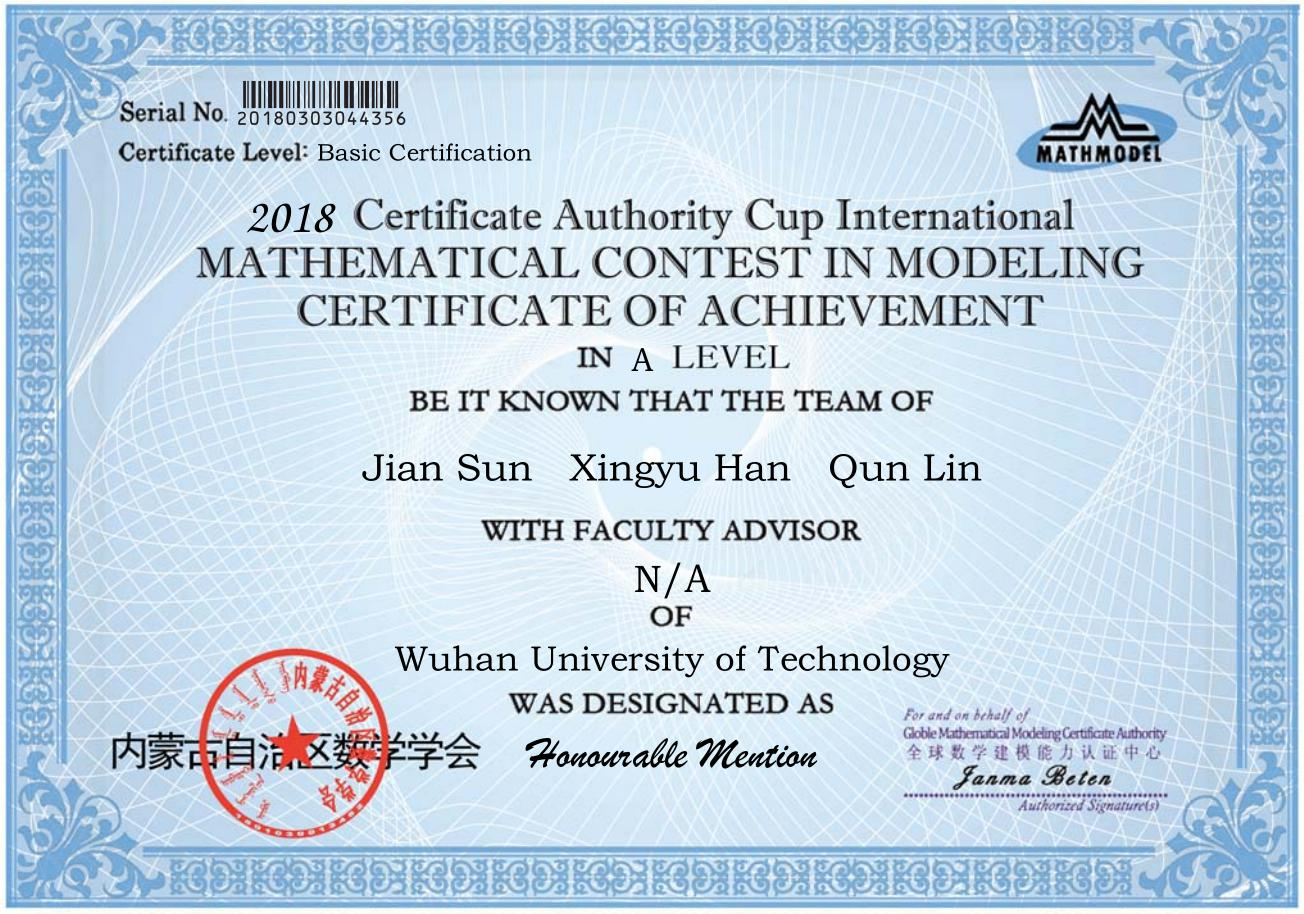 Serial No. 20180303044356
Certificate Level: Basic Certification
MATHMODEL
2018 Certificate Authority Cup International
MATHEMATICAL CONTEST IN MODELING
CERTIFICATE OF ACHIEVEMENT
IN A LEVEL
BE IT KNOWN THAT THE TEAM OF
Jian Sun Xingyu Han Qun Lin
WITH FACULTY ADVISOR
N/A
OF
Wuhan University of Technology
WAS DESIGNATED AS
Honourable Mention
内蒙古自治区数学学会
内蒙古自治区数学学会
For and on behalf of
Globle Mathematical Modeling Certificate Authority
全球数学建模能力认证中心
Janma Beten
Authorized Signature(s)